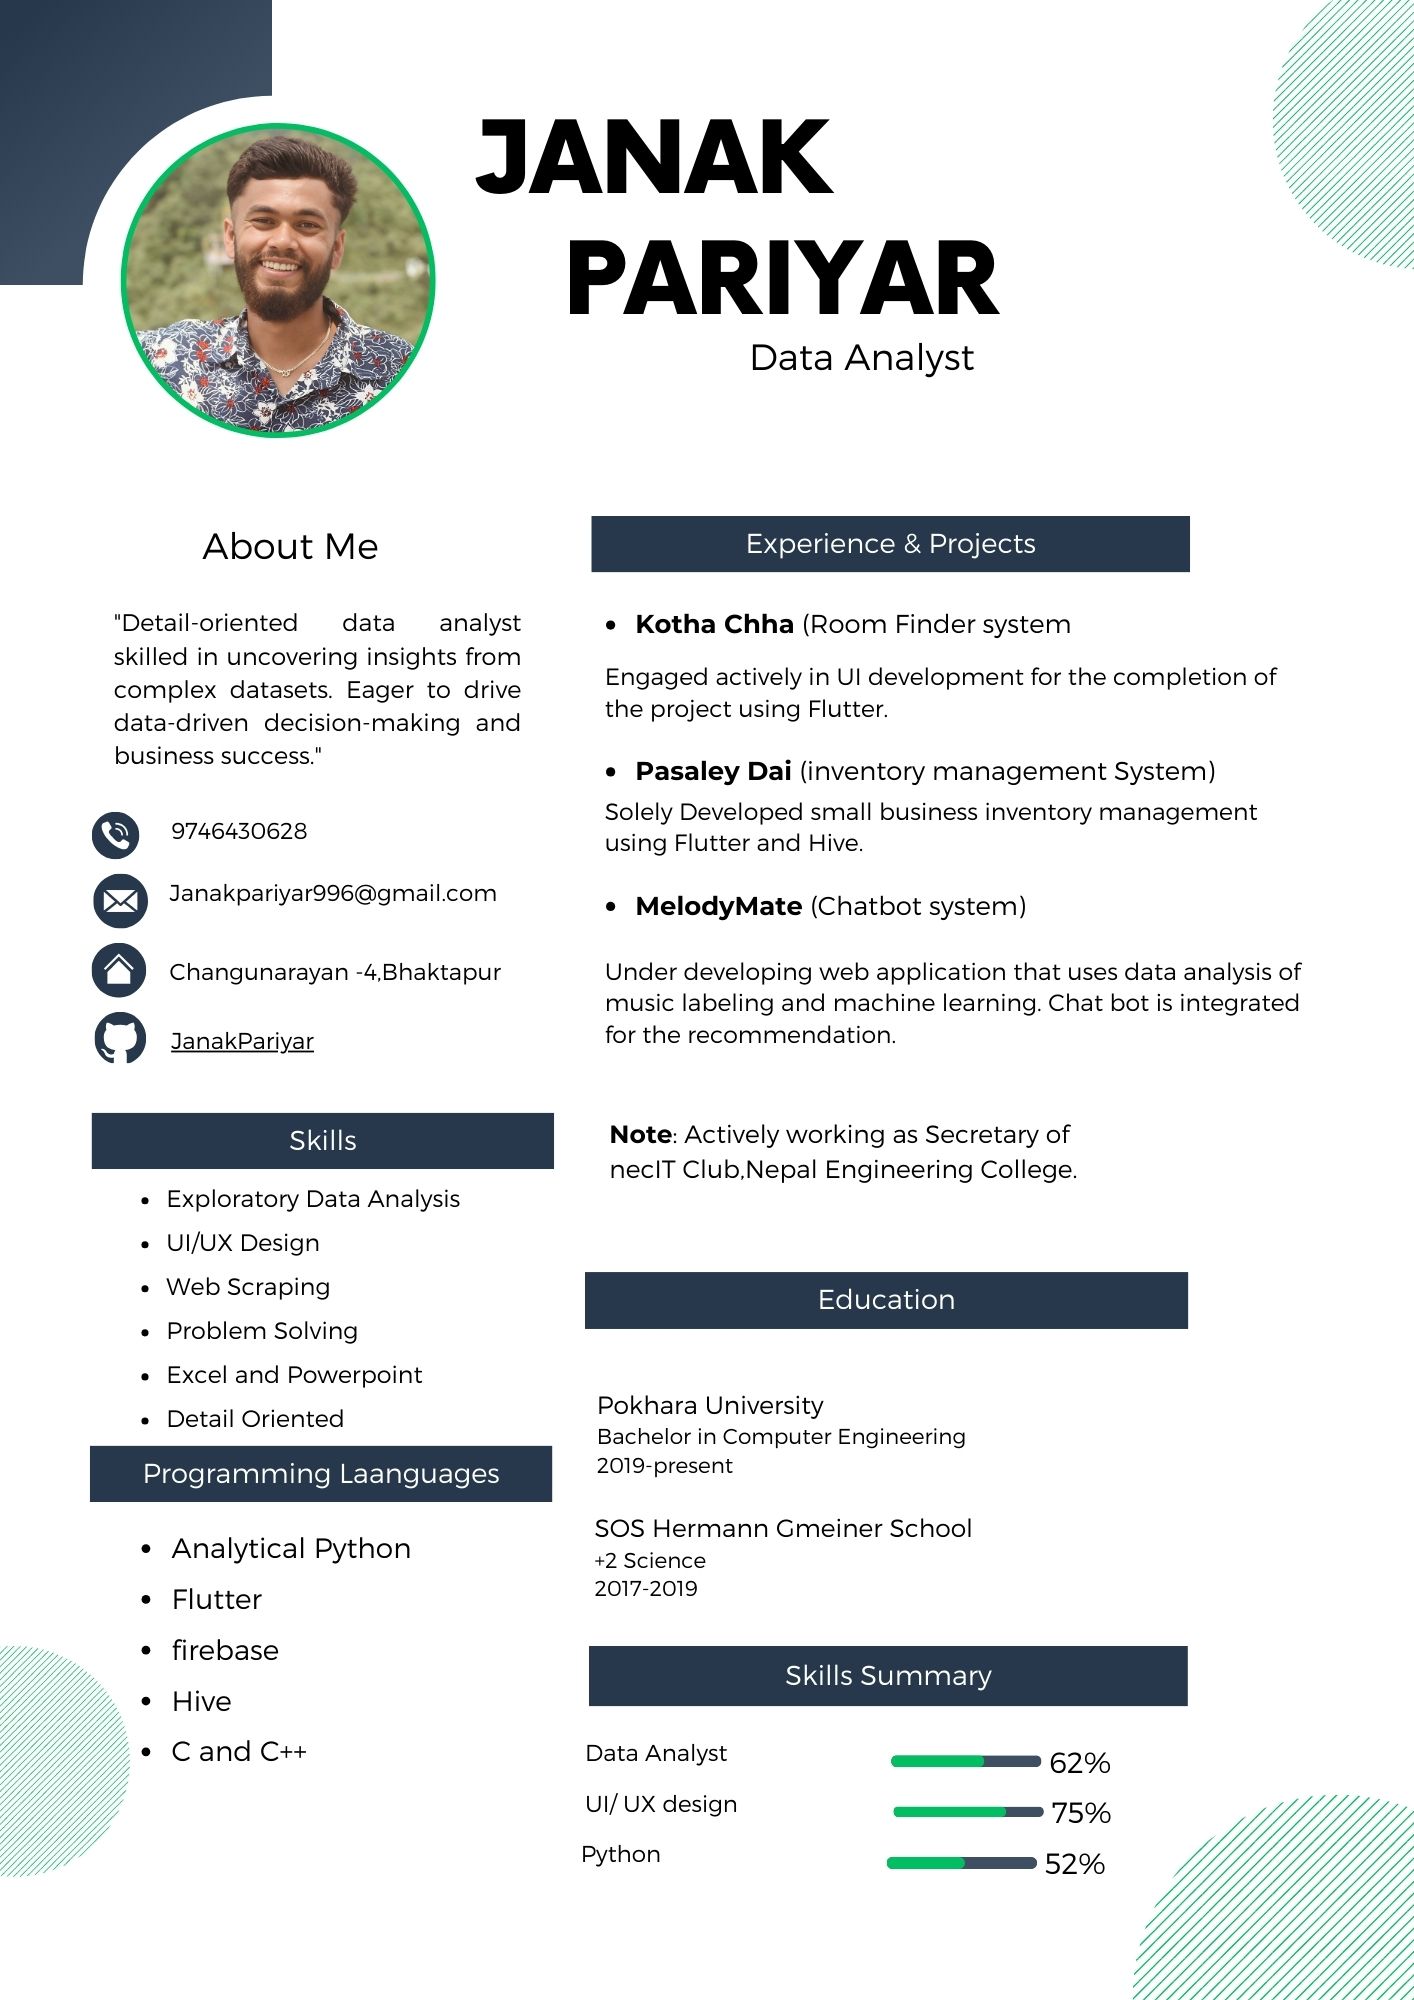 JANAK
PARIYAR
Data Analyst
About Me
"Detail-oriented data analyst
skilled in uncovering insights from
complex datasets. Eager to drive
data-driven decision-making and
business success."
9746430628
Janakpariyar996@gmail.com
Changunarayan -4,Bhaktapur
JanakPariyar
Skills
• Exploratory Data Analysis
• UI/UX Design
• Web Scraping
• Problem Solving
• Excel and Powerpoint
• Detail Oriented
Programming Laanguages
• Analytical Python
• Flutter
• firebase
• Hive
• C and C++
Experience & Projects
• Kotha Chha (Room Finder system
Engaged actively in UI development for the completion of
the project using Flutter.
• Pasaley Dai (inventory management System)
Solely Developed small business inventory management
using Flutter and Hive.
• MelodyMate (Chatbot system)
Under developing web application that uses data analysis of
music labeling and machine learning. Chat bot is integrated
for the recommendation.
Note: Actively working as Secretary of
necIT Club,Nepal Engineering College.
Education
Pokhara University
Bachelor in Computer Engineering
2019-present
SOS Hermann Gmeiner School
+2 Science
2017-2019
Skills Summary
Data Analyst 62%
UI/ UX design 75%
Python 52%